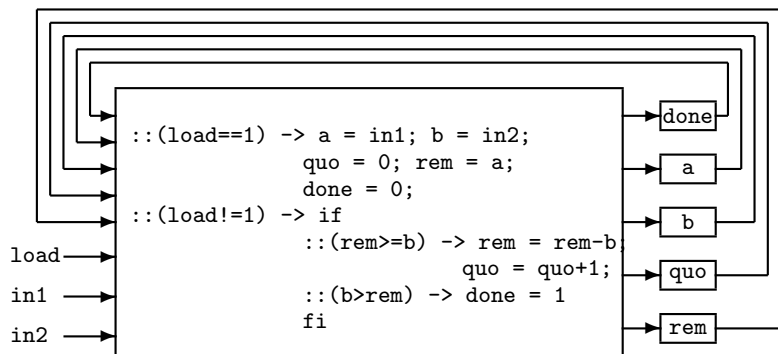 done
::(load==1) -> a = in1; b = in2;
quo = 0; rem = a;
a
done = 0;
::(load!=1) -> if
b
::(rem>=b) -> rem = rem-b;
load
quo = quo+1;
quo
in1
::(b>rem) -> done = 1
fi
rem
in2